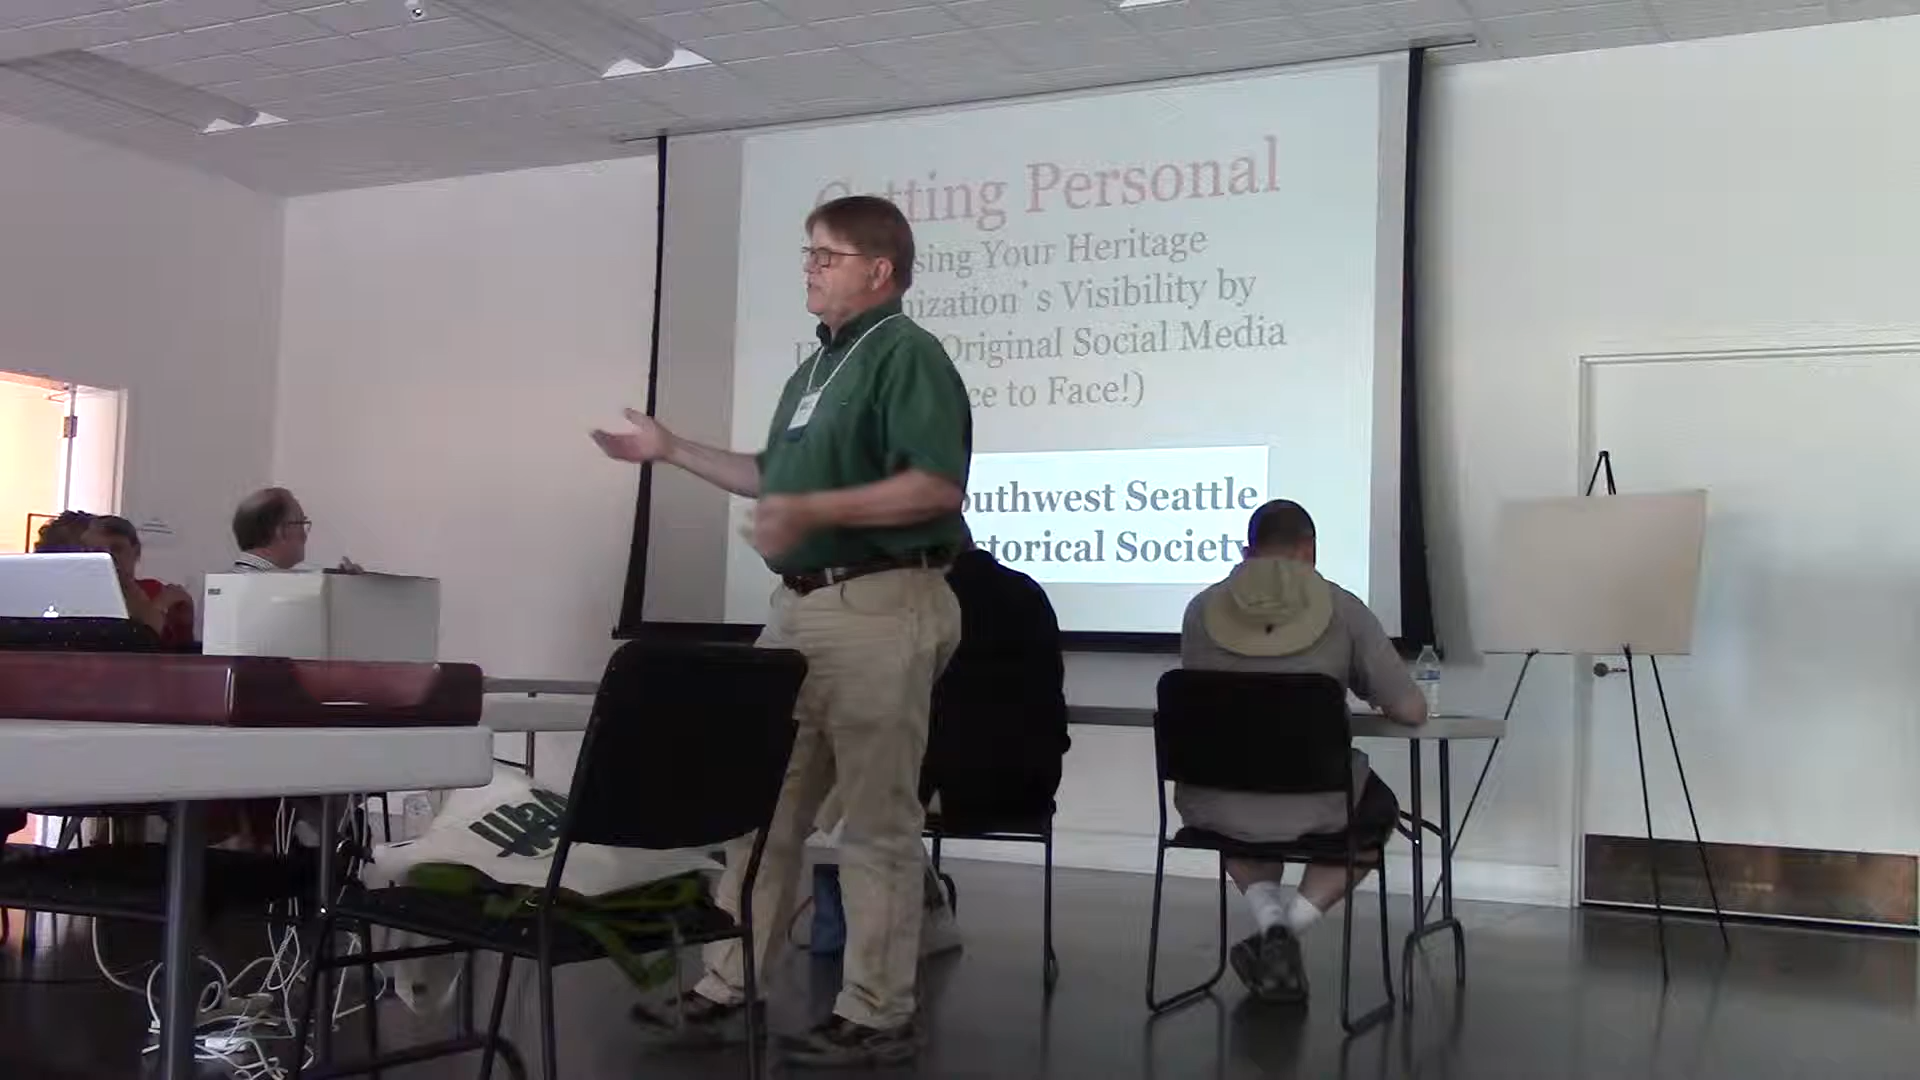 Getting Personal
sing Your Heritage
nization's Visibility by
Original Social Media
ce to Face!)
outhwest Seattle
storical Society